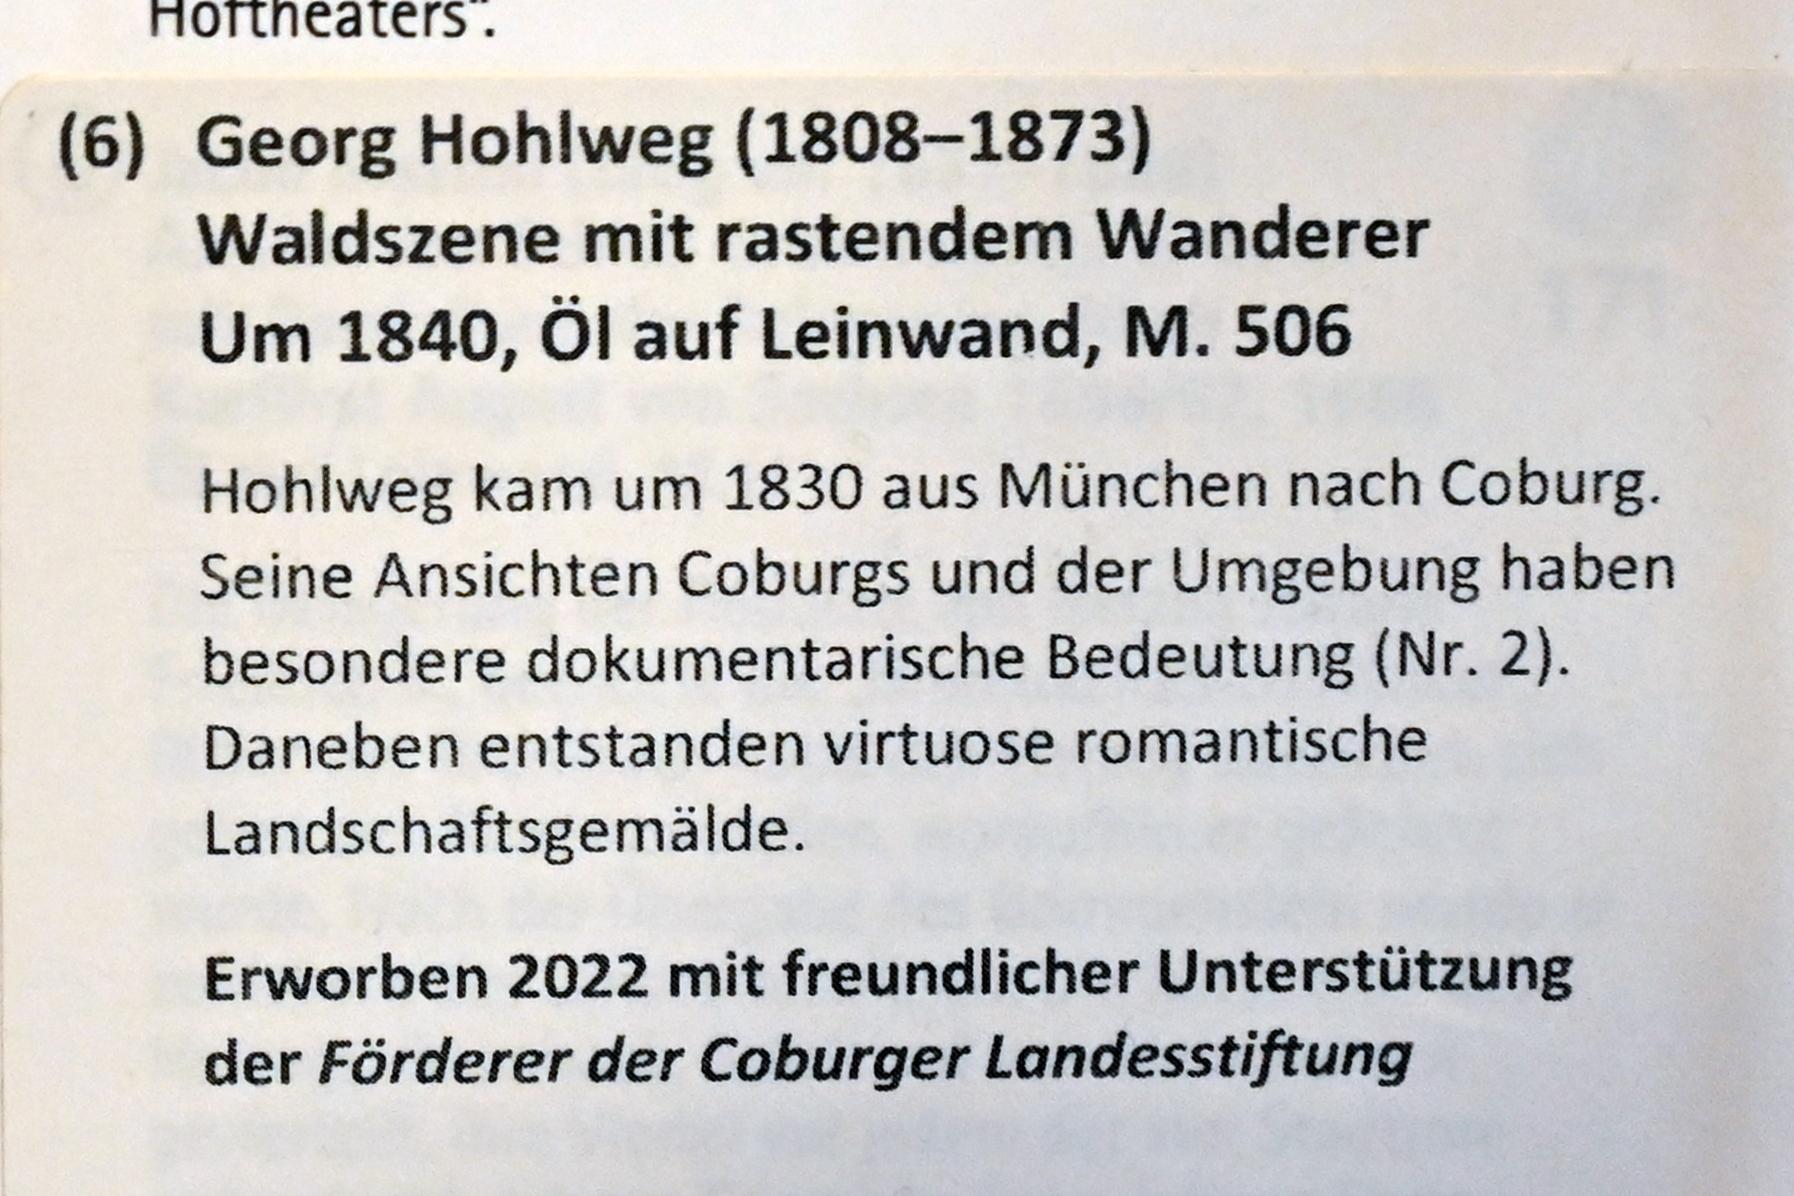 Hoftheaters".
(6) Georg Hohlweg (1808–1873)
Waldszene mit rastendem Wanderer
Um 1840, Öl auf Leinwand, M. 506
Hohlweg kam um 1830 aus München nach Coburg.
Seine Ansichten Coburgs und der Umgebung haben
besondere dokumentarische Bedeutung (Nr. 2).
Daneben entstanden virtuose romantische
Landschaftsgemälde.
Erworben 2022 mit freundlicher Unterstützung
der Förderer der Coburger Landesstiftung